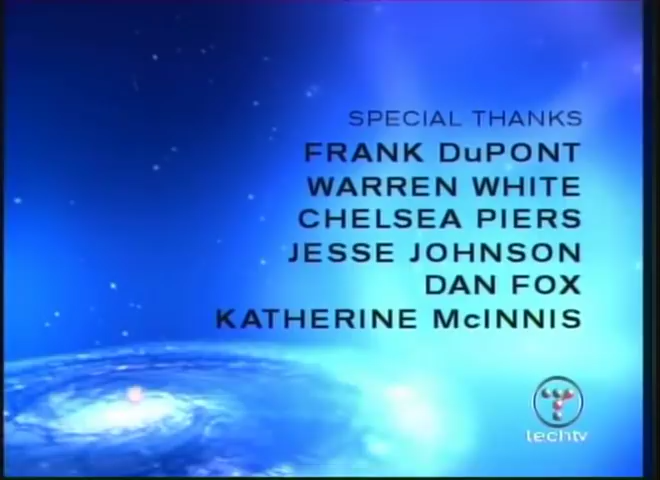 SPECIAL THANKS
FRANK DuPONT
WARREN WHITE
CHELSEA PIERS
JESSE JOHNSON
DAN FOX
KATHERINE McINNIS
techtv